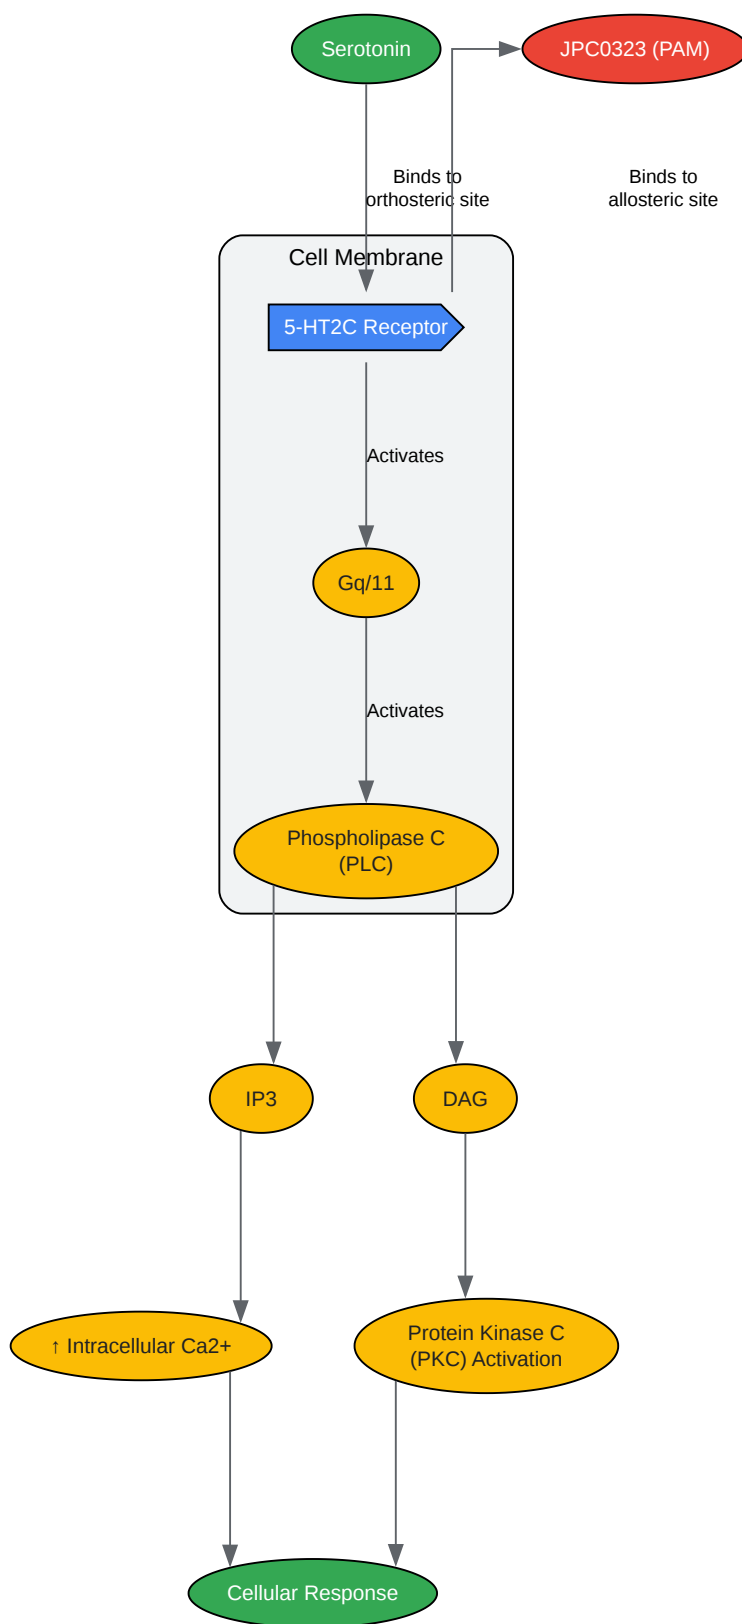 Serotonin
JPC0323 (PAM)
Binds to
orthosteric site
Binds to
allosteric site
Cell Membrane
5-HT2C Receptor
Activates
Gq/11
Activates
Phospholipase C
(PLC)
IP3
DAG
↑ Intracellular Ca2+
Protein Kinase C
(PKC) Activation
Cellular Response